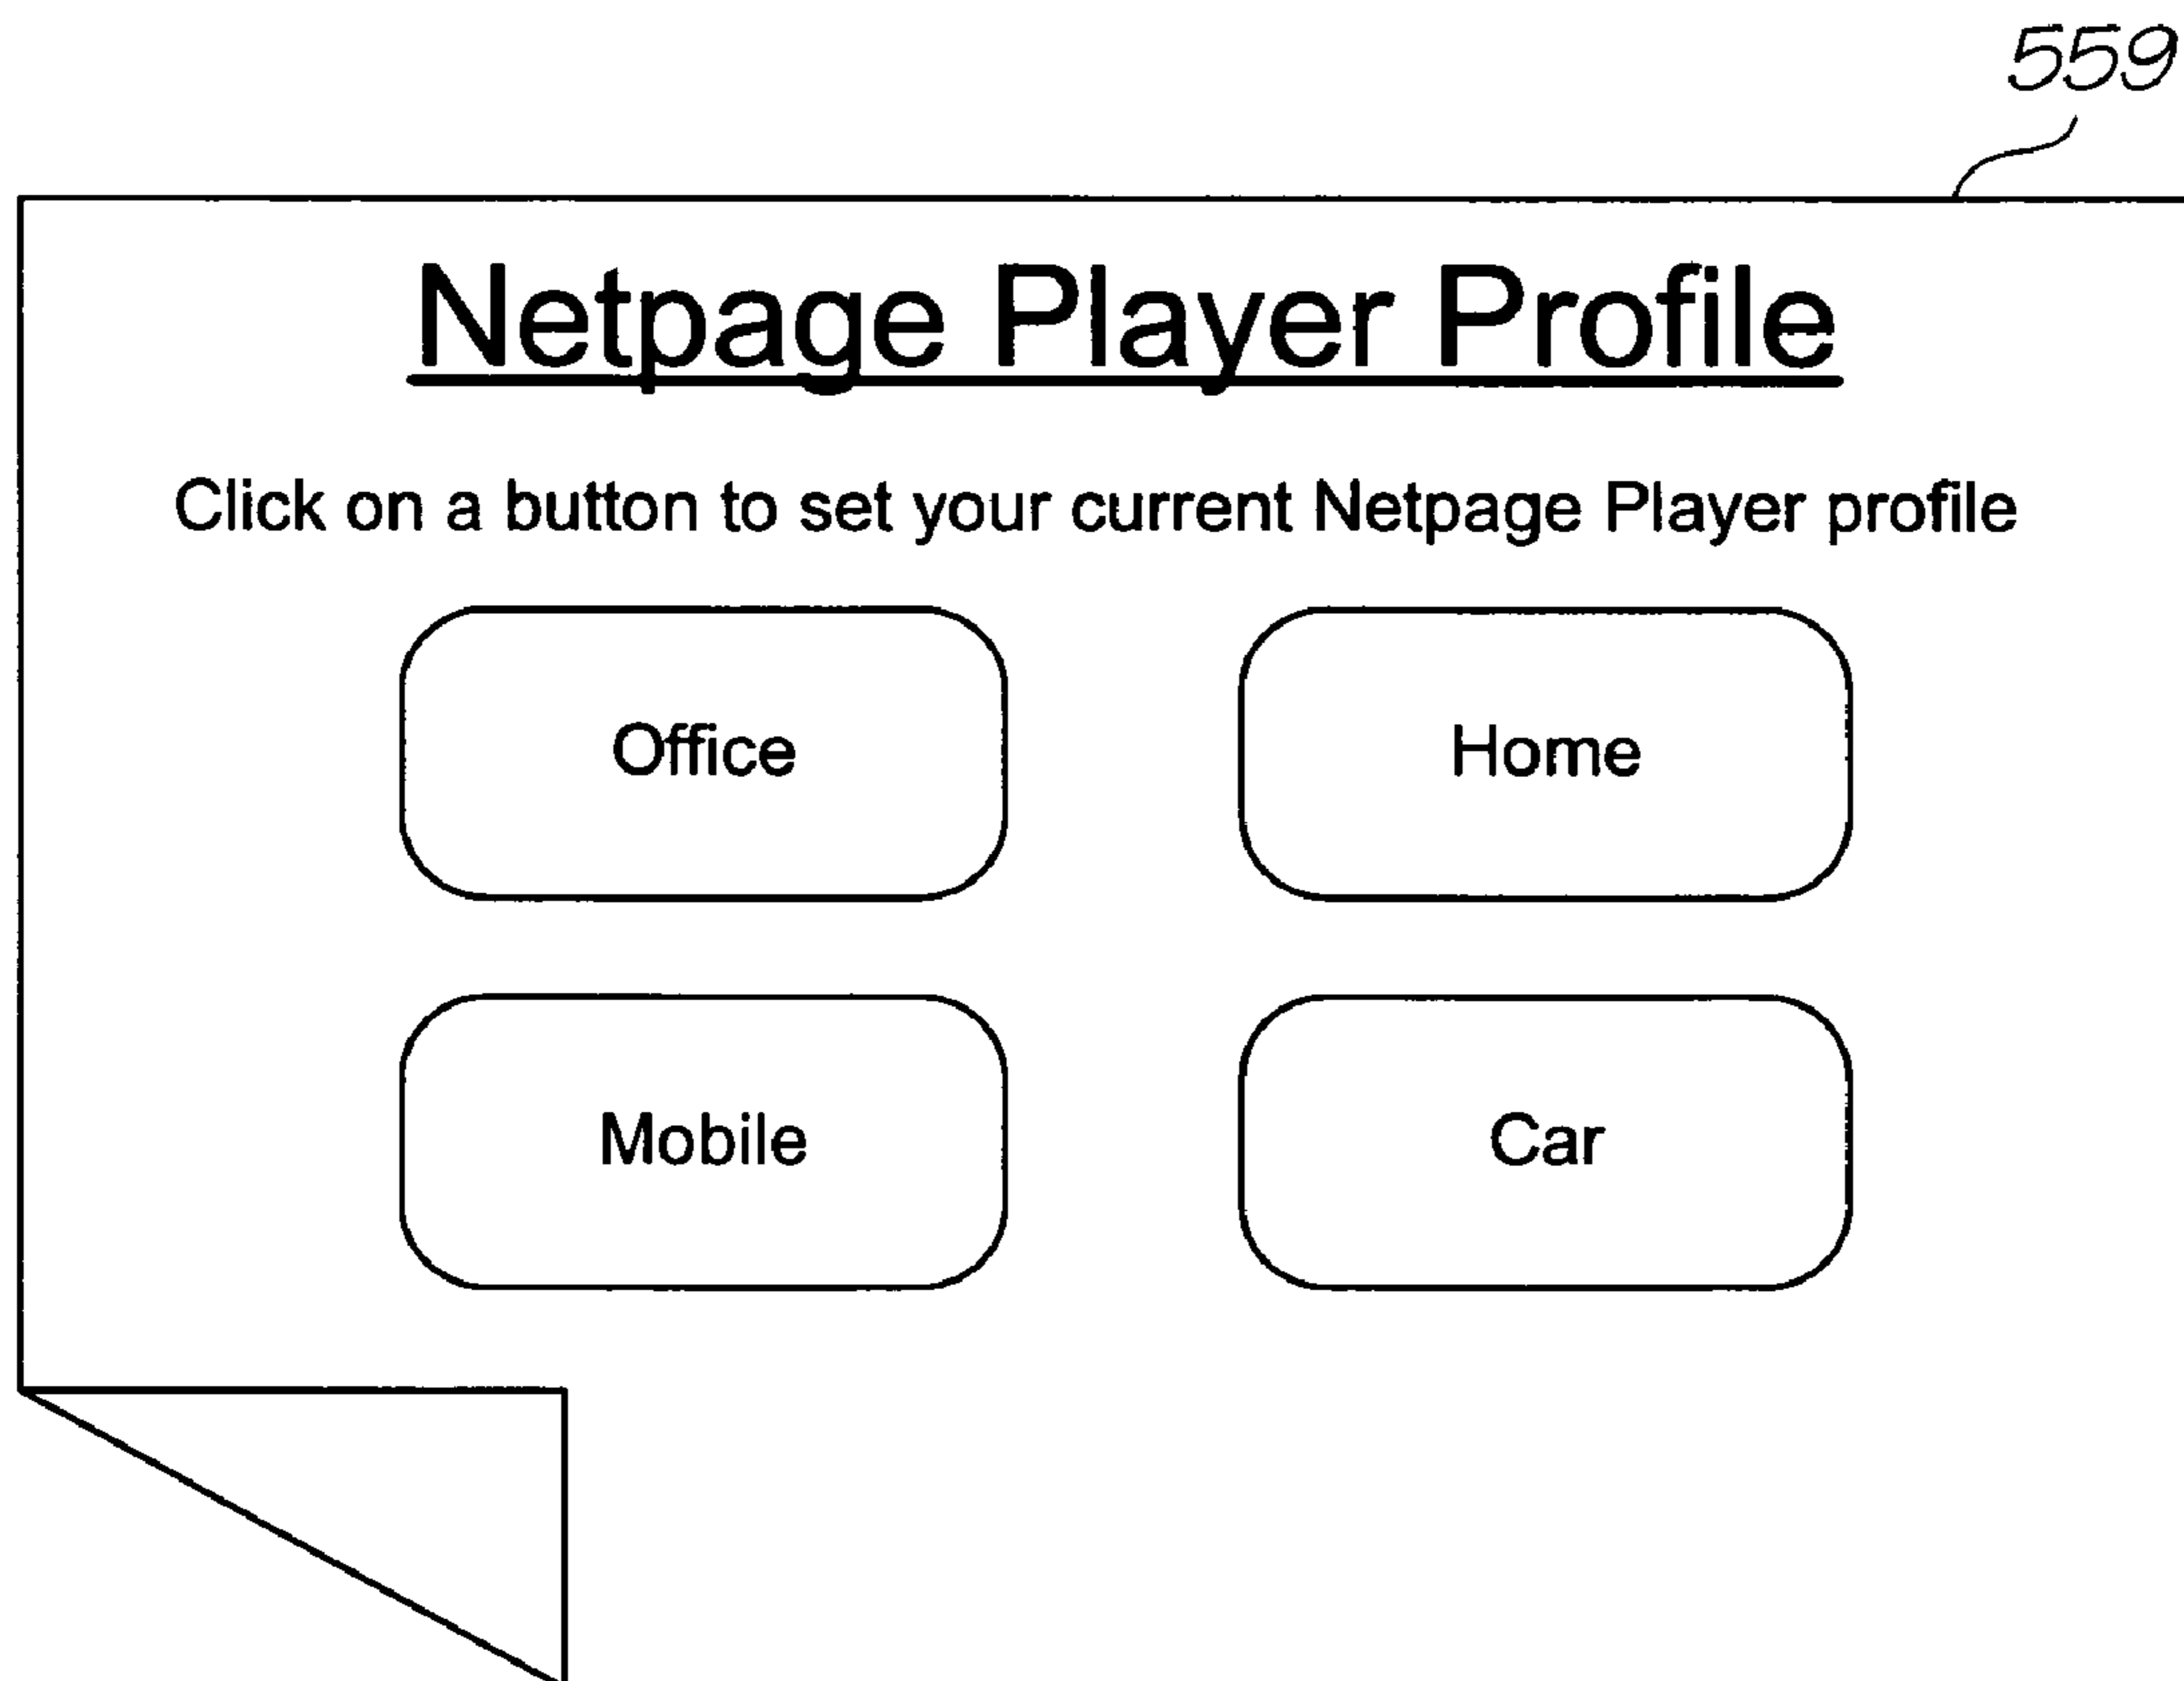 559
Netpage Player Profile
Click on a button to set your current Netpage Player profile
Office Home
Mobile Car